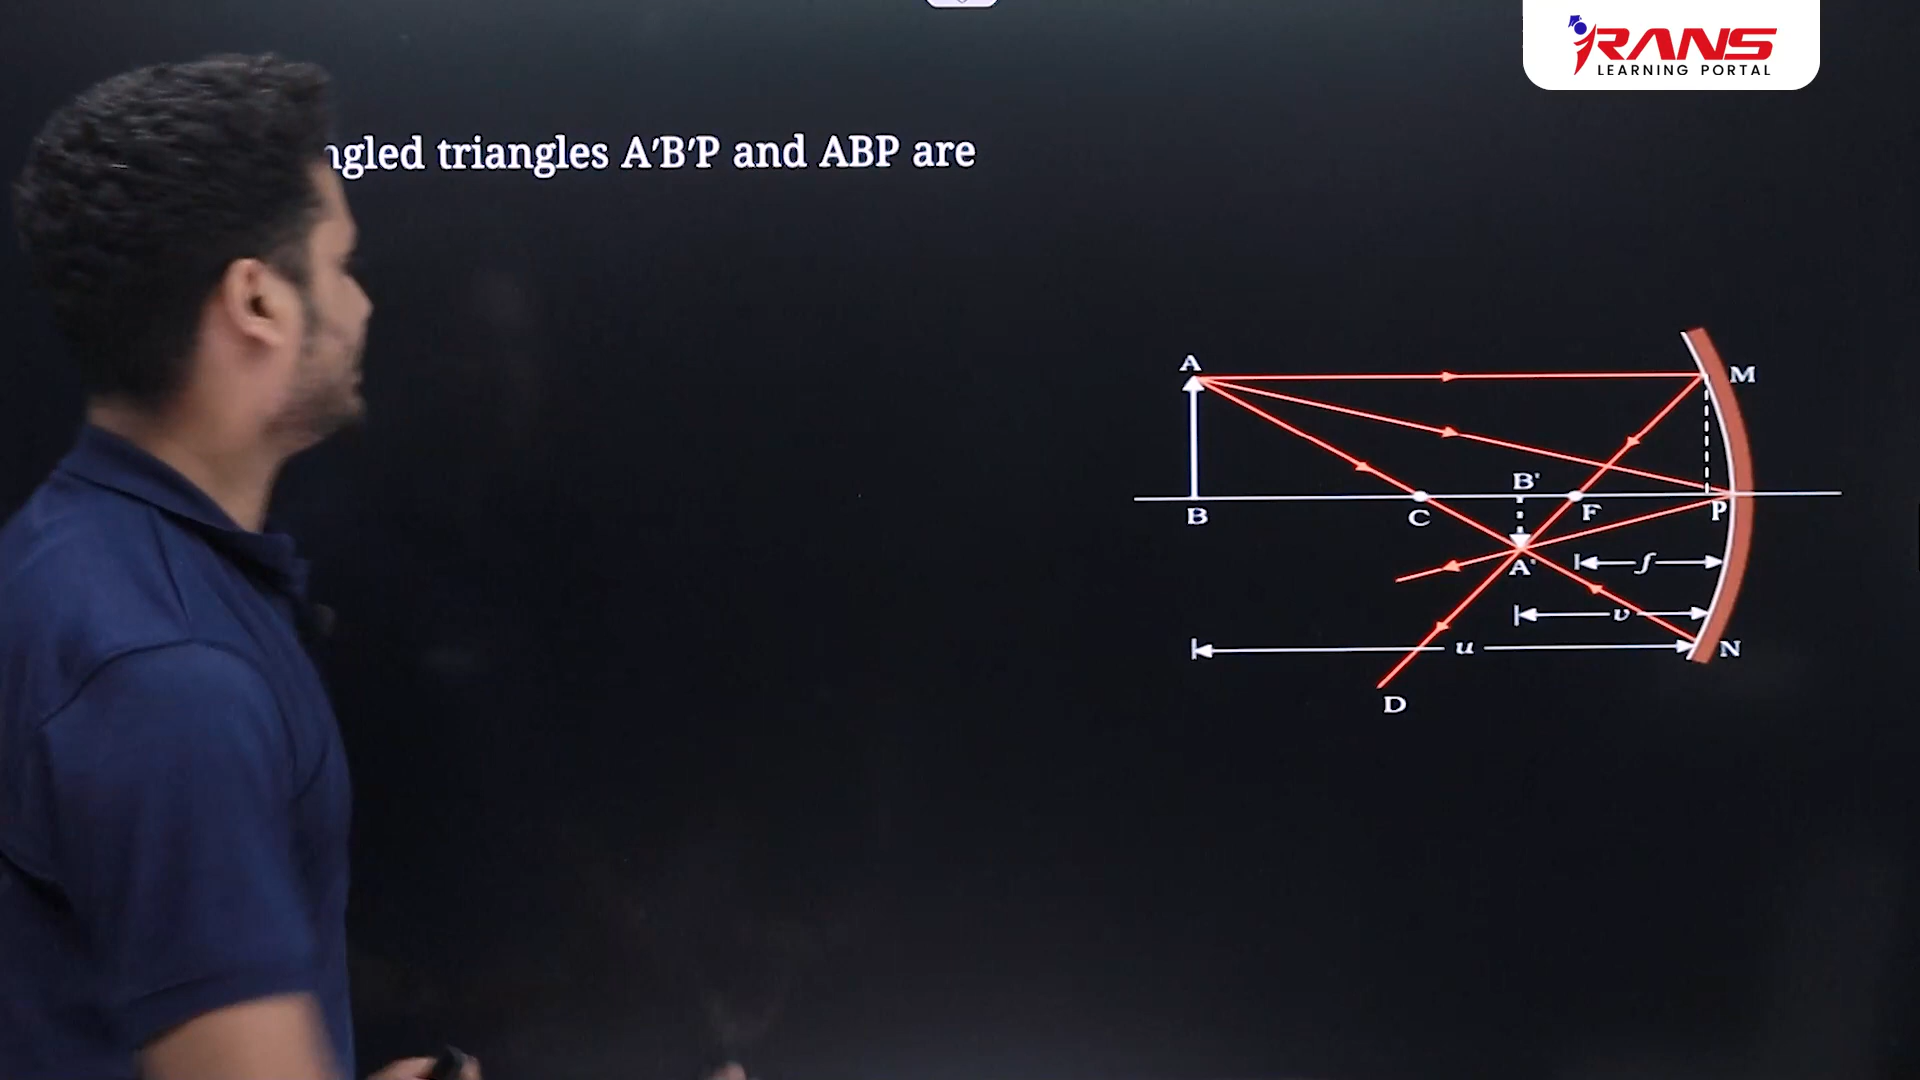 RANS
LEARNING PORTAL
ngled triangles A′B′P and ABP are
A
M
B'
B
C
F
P
A'
f
v
u
N
D